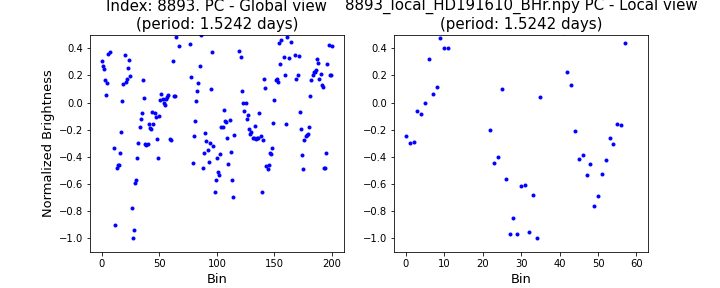 Index: 8893. PC - Global view
(period: 1.5242 days)
8893_local_HD191610_BHr.npy PC - Local view
(period: 1.5242 days)
Normalized Brightness
0.4
0.2
0.0
−0.2
−0.4
−0.6
−0.8
−1.0
0 50 100 150 200
Bin
0.4
0.2
0.0
−0.2
−0.4
−0.6
−0.8
−1.0
0 10 20 30 40 50 60
Bin